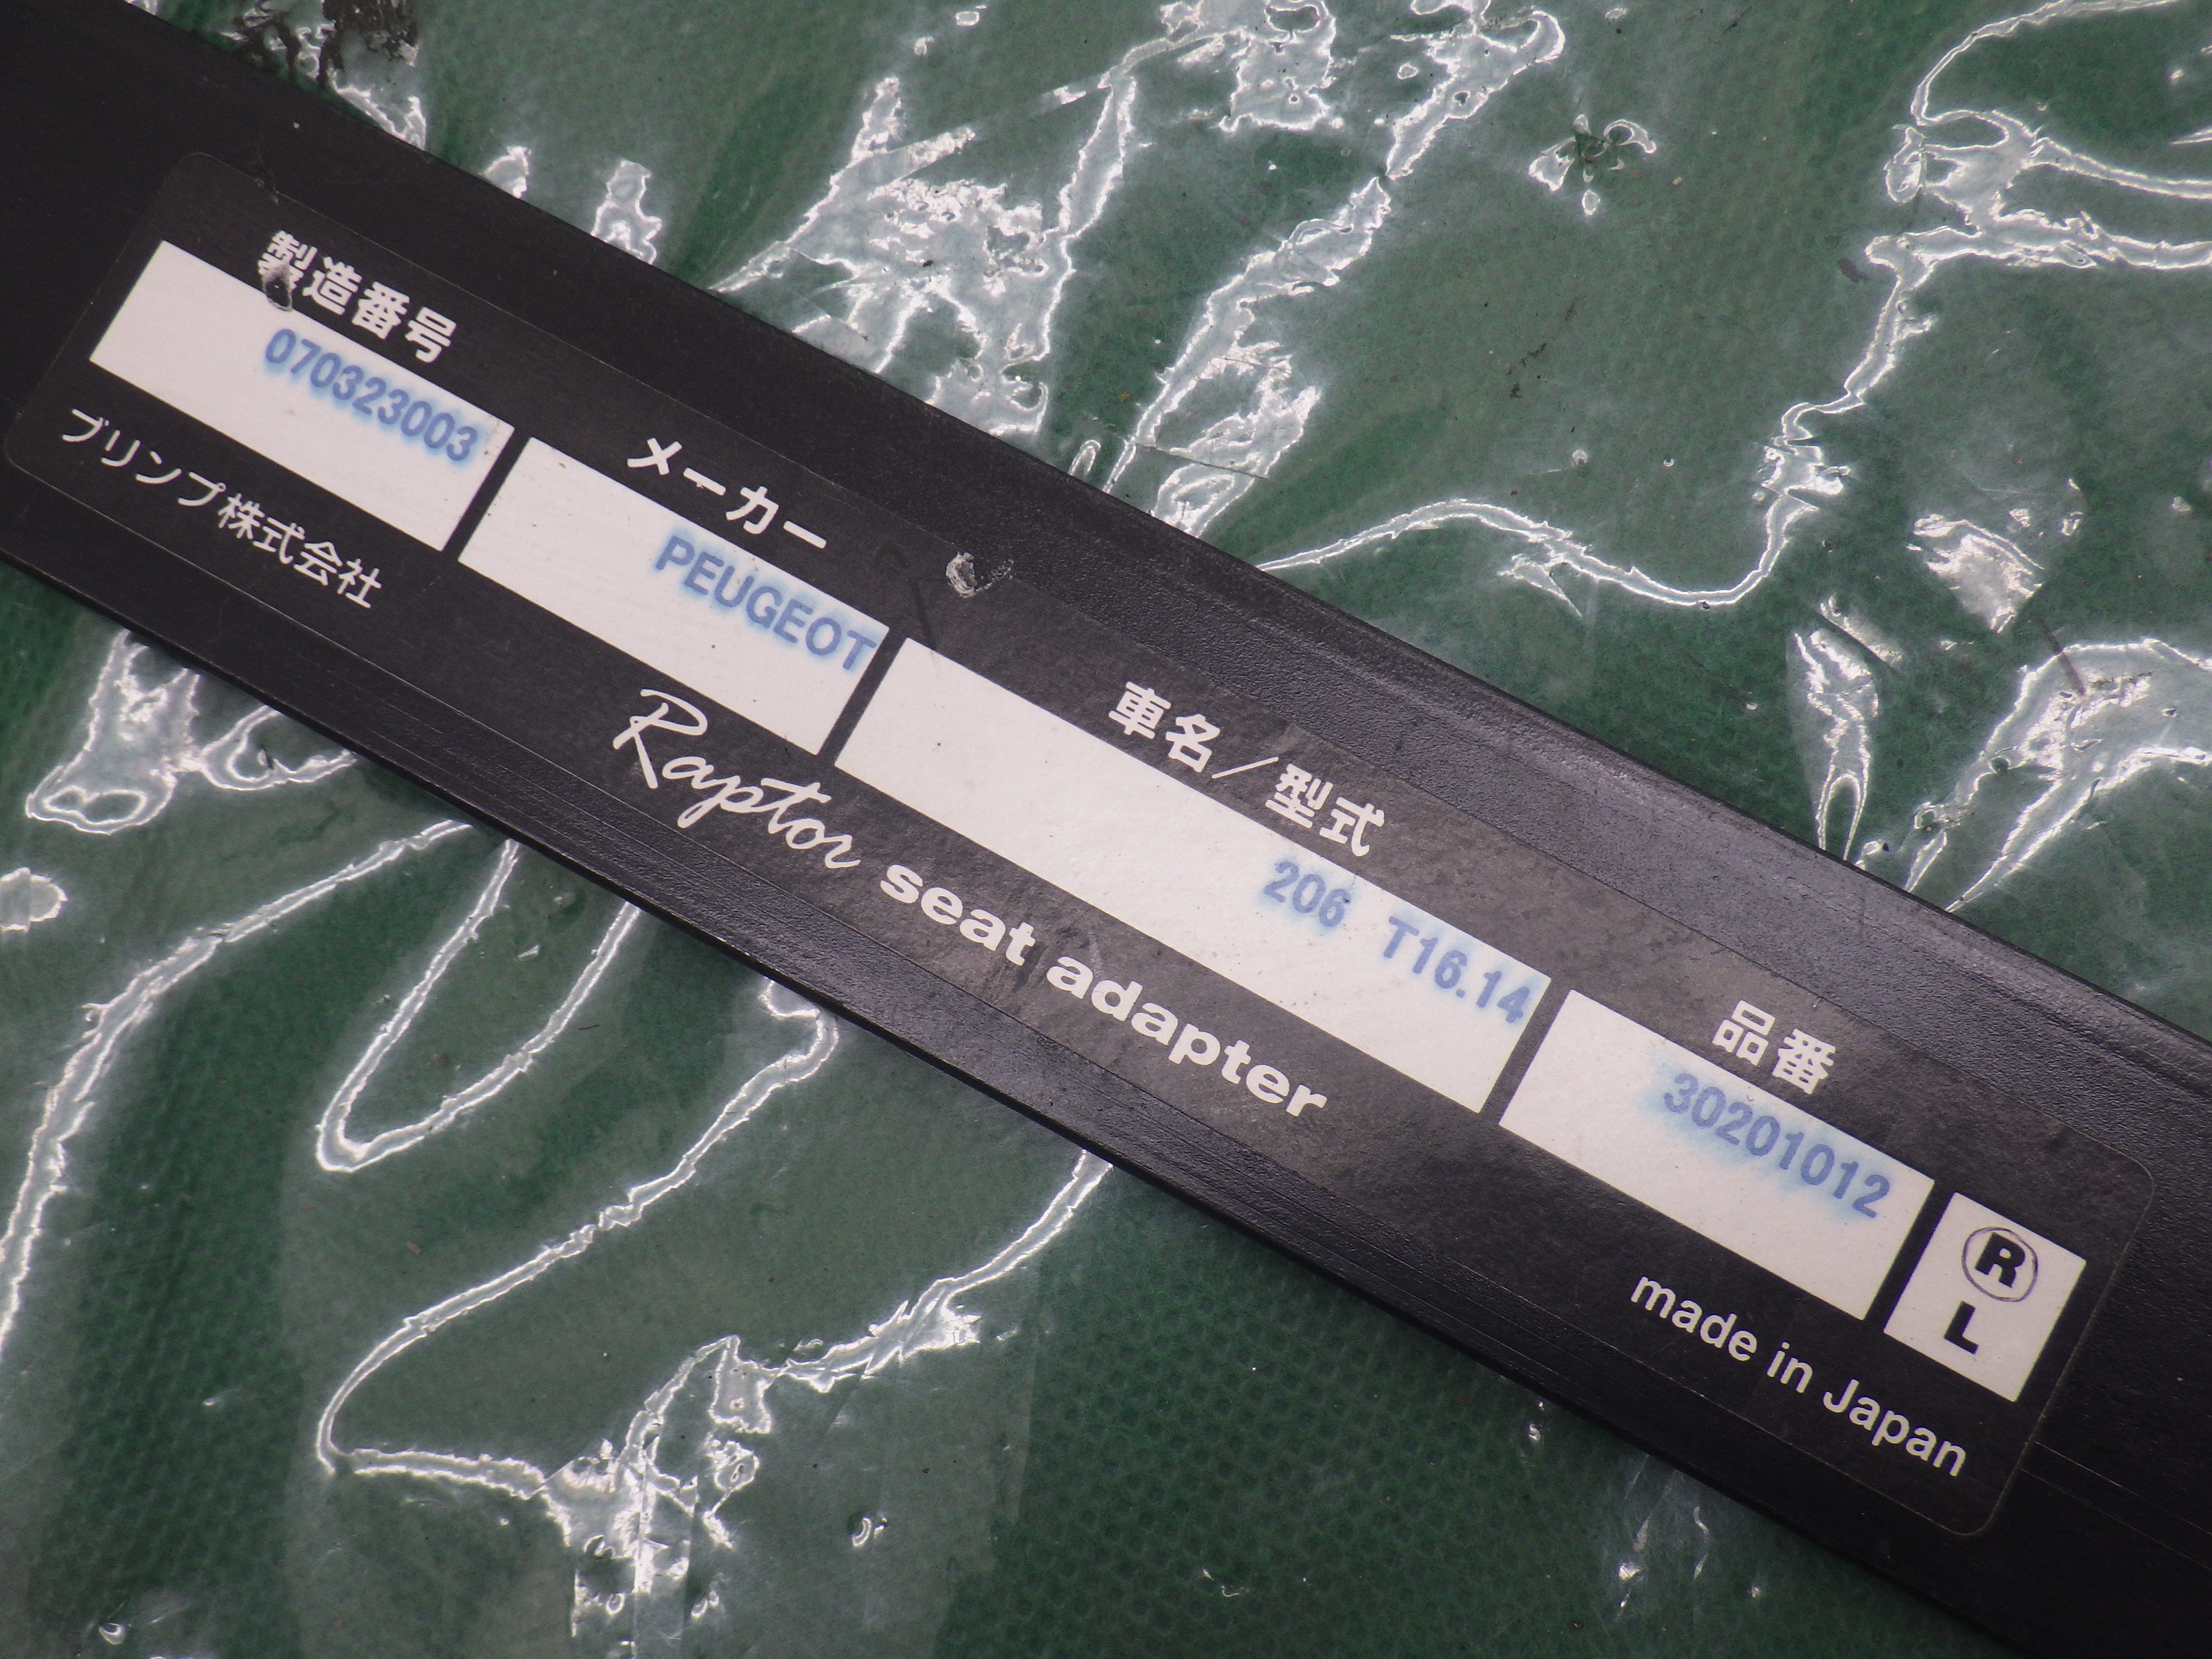 製造番号 メーカー 車名/型式 品番
070323003 PEUGEOT 206 T16.14 30201012 R L
ブリンプ株式会社 Raptor seat adapter made in Japan